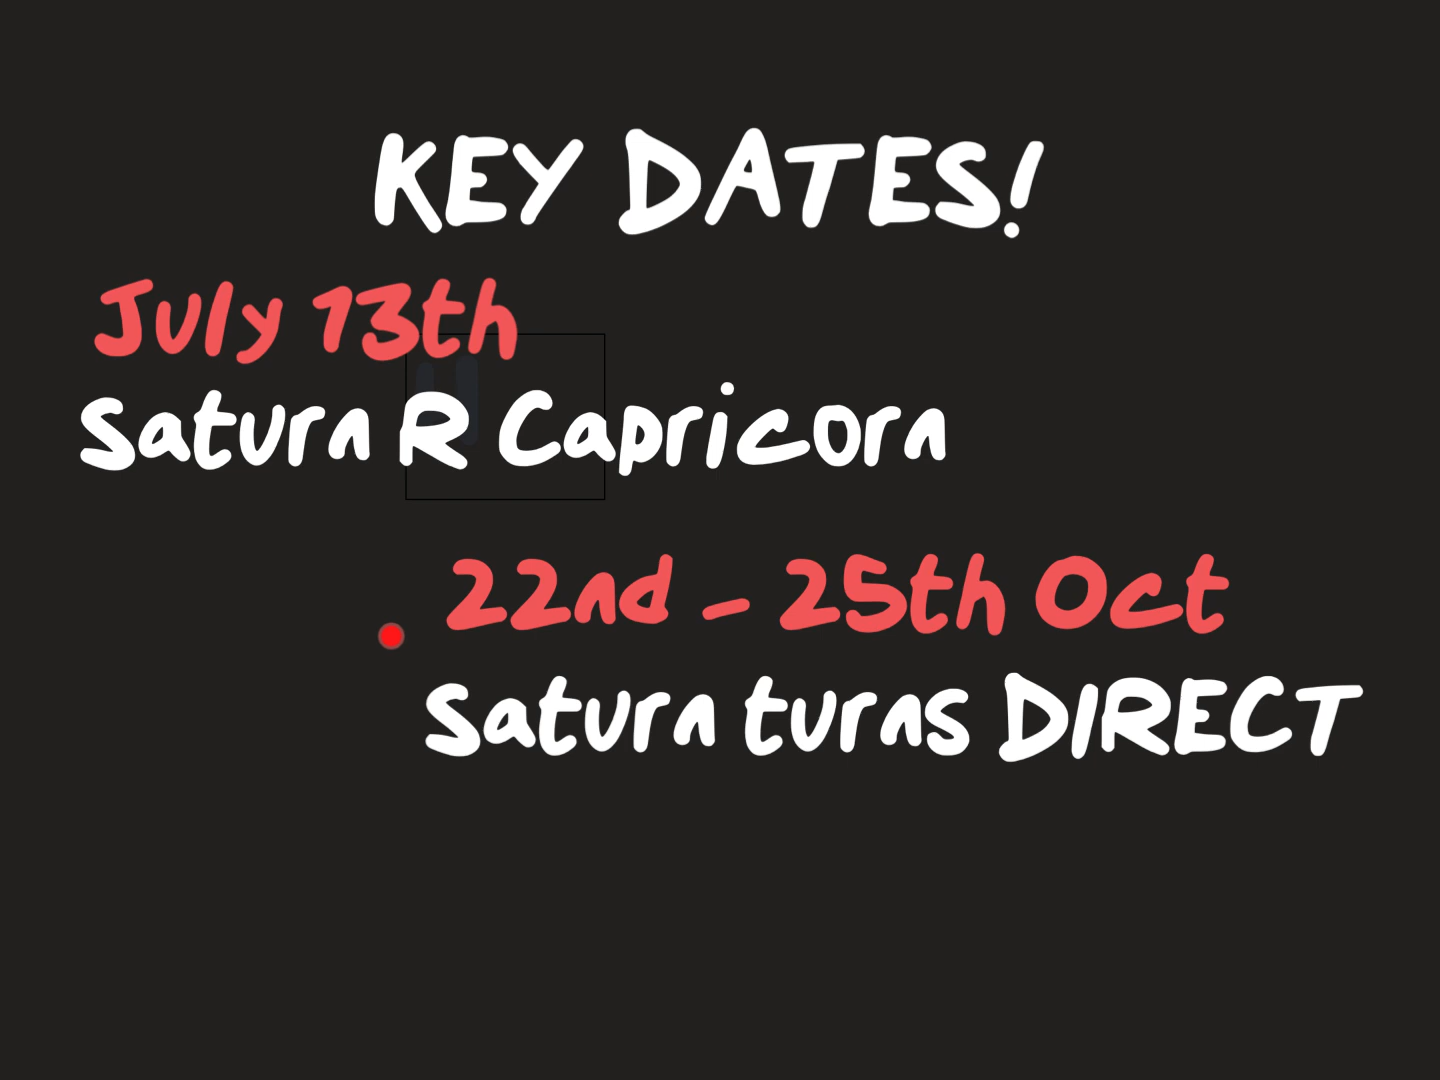 KEY DATES!
July 13th
Saturn R Capricorn
22nd - 25th Oct
Saturn turns DIRECT